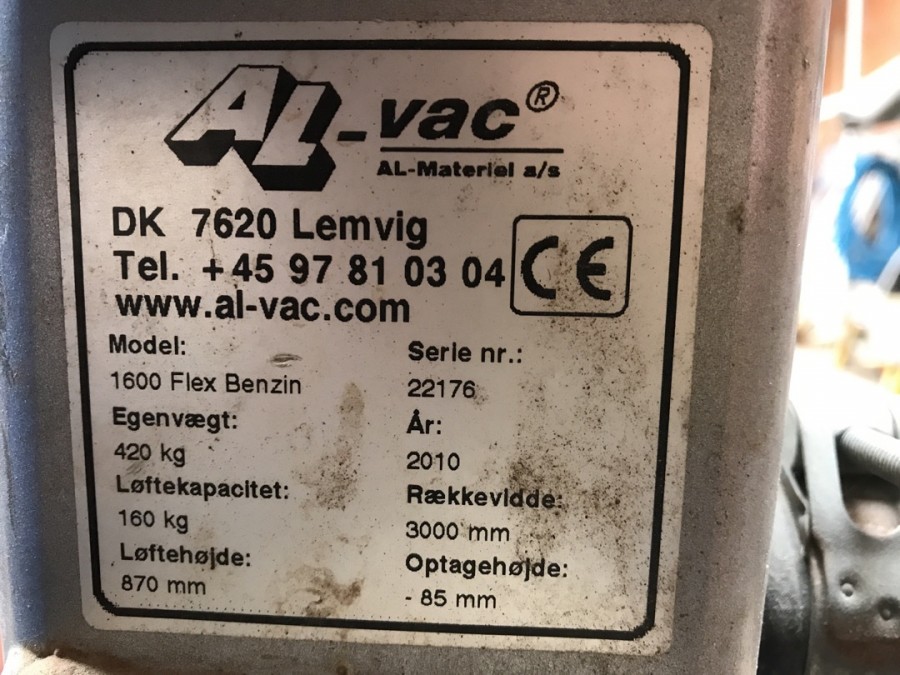 AL-vac®
AL-Materiel a/s
DK 7620 Lemvig
Tel. +45 97 81 03 04
CE
www.al-vac.com
Model:
1600 Flex Benzin
Egenvægt:
420 kg
Løftekapacitet:
160 kg
Løftehøjde:
870 mm
Serie nr.:
22176
År:
2010
Rækkevidde:
3000 mm
Optagehøjde:
- 85 mm